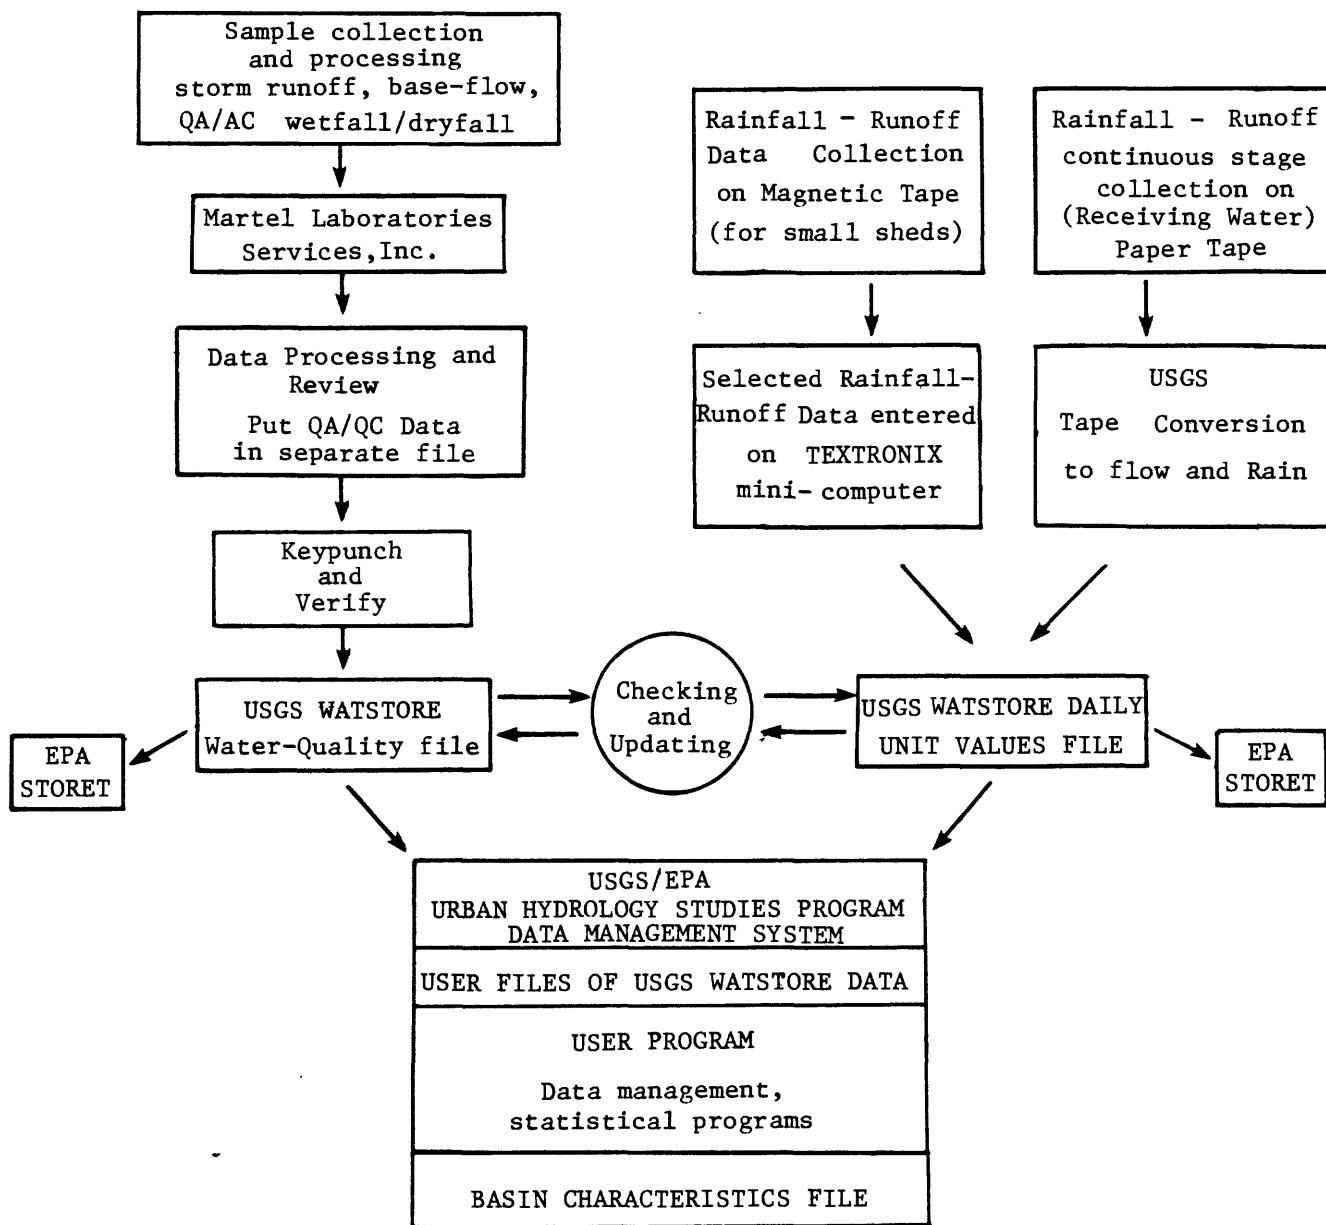 Sample collection
and processing
storm runoff, base-flow,
QA/AC wetfall/dryfall
Martel Laboratories
Services,Inc.
Data Processing and
Review
Put QA/QC Data
in separate file
Keypunch
and
Verify
USGS WATSTORE
Water-Quality file
EPA
STORET
Checking
and
Updating
Rainfall - Runoff
Data Collection
on Magnetic Tape
(for small sheds)
Selected Rainfall-
Runoff Data entered
on TEXTRONIX
mini-computer
Rainfall - Runoff
continuous stage
collection on
(Receiving Water)
Paper Tape
USGS
Tape Conversion
to flow and Rain
USGS WATSTORE DAILY
UNIT VALUES FILE
EPA
STORET
USGS/EPA
URBAN HYDROLOGY STUDIES PROGRAM
DATA MANAGEMENT SYSTEM
USER FILES OF USGS WATSTORE DATA
USER PROGRAM
Data management,
statistical programs
BASIN CHARACTERISTICS FILE